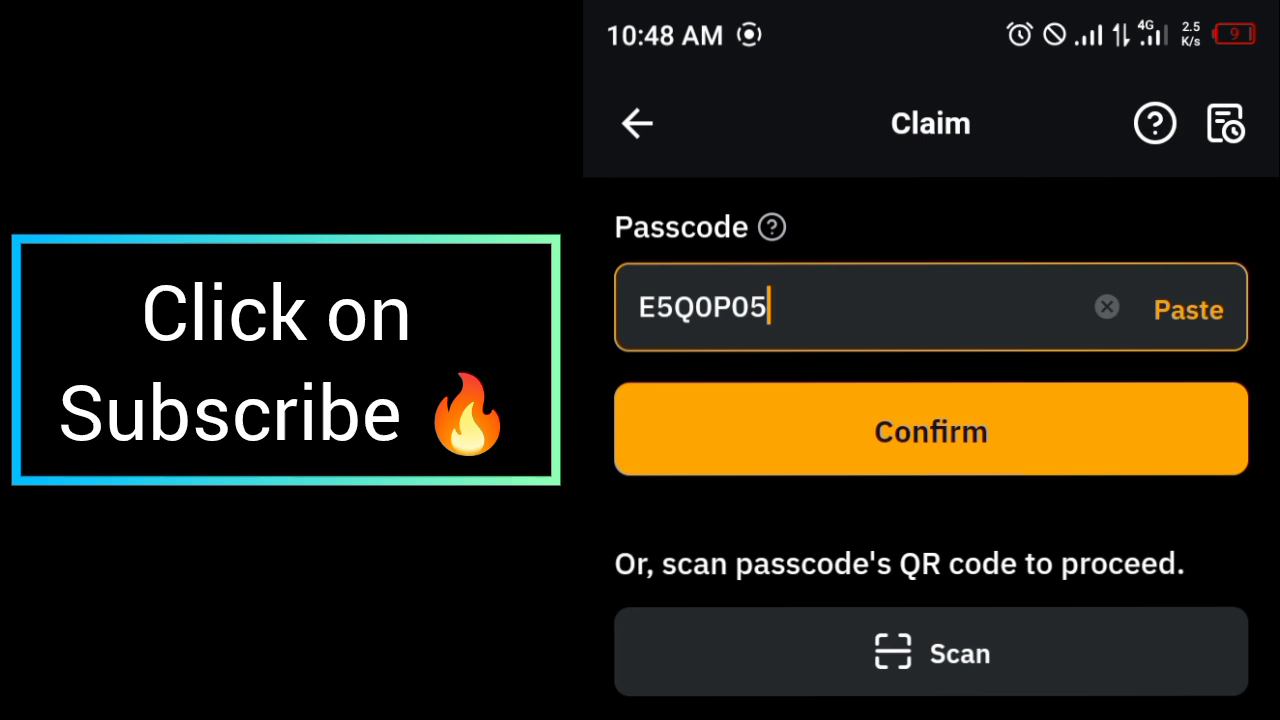 Click on
Subscribe 🔥
10:48 AM
4G
2.5
K/s
9
Claim
Passcode
E5Q0P05
Paste
Confirm
Or, scan passcode's QR code to proceed.
Scan